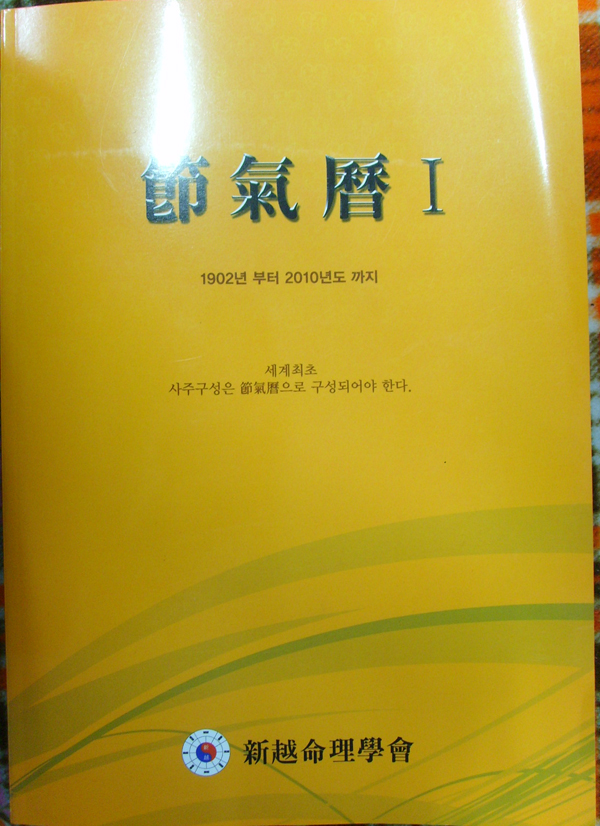 節氣曆 I
1902년 부터 2010년도 까지
세계최초
사주구성은 節氣曆으로 구성되어야 한다.
新越命理學會